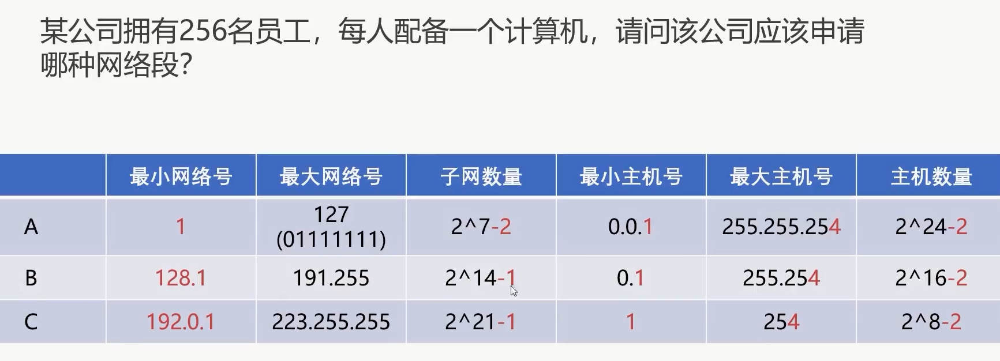 某公司拥有256名员工，每人配备一个计算机，请问该公司应该申请
哪种网络段？
最小网络号 最大网络号 子网数量 最小主机号 最大主机号 主机数量
A 1 127 (01111111) 2^7-2 0.0.1 255.255.254 2^24-2
B 128.1 191.255 2^14-1 0.1 255.254 2^16-2
C 192.0.1 223.255.255 2^21-1 1 254 2^8-2